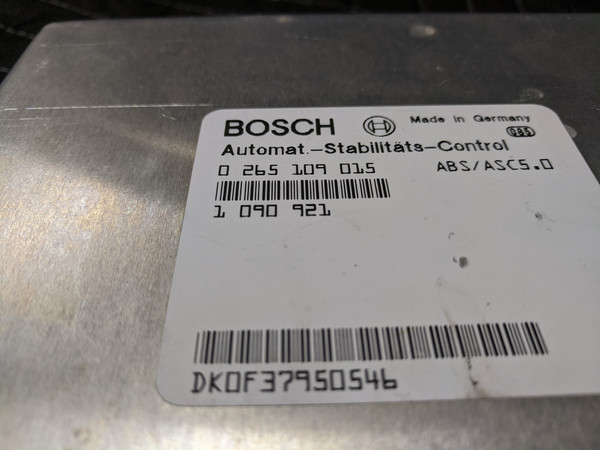 BOSCH Made in Germany
Automat.-Stabilitäts-Control
0 265 109 015 ABS/ASC5.0
1 090 921
DK0F37950546